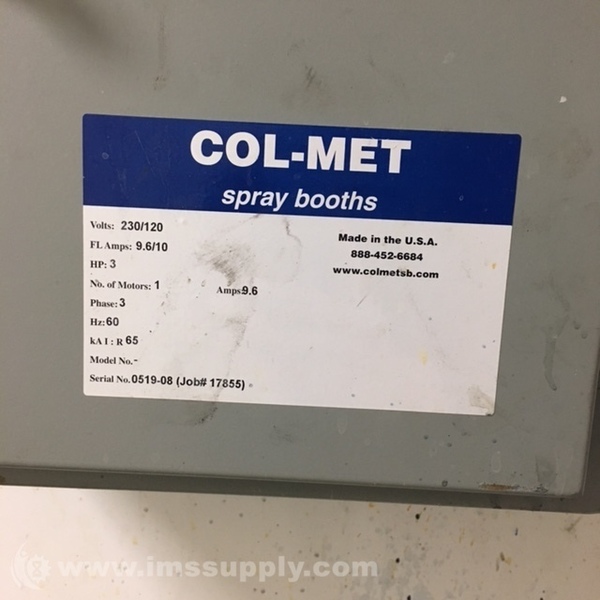 COL-MET
spray booths
Volts: 230/120
FL Amps: 9.6/10
HP: 3
No. of Motors: 1 Amps:9.6
Phase: 3
Hz: 60
kA I : R 65
Model No.-
Serial No. 0519-08 (Job# 17855)
Made in the U.S.A.
888-452-6684
www.colmetsb.com
www.imssupply.com